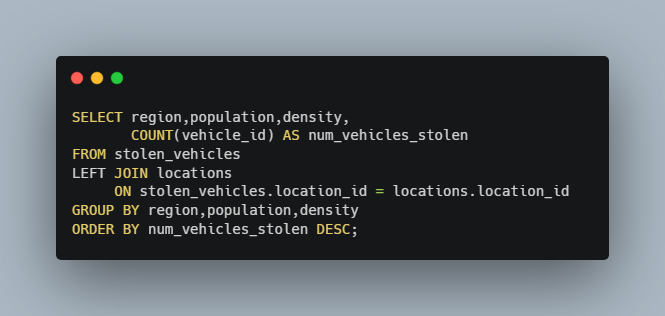 SELECT region,population,density,
COUNT(vehicle_id) AS num_vehicles_stolen
FROM stolen_vehicles
LEFT JOIN locations
ON stolen_vehicles.location_id = locations.location_id
GROUP BY region,population,density
ORDER BY num_vehicles_stolen DESC;